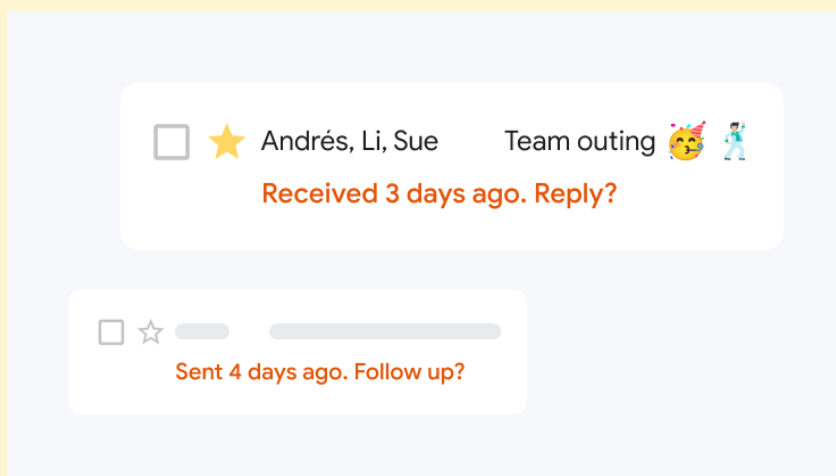 Andrés, Li, Sue Team outing 🥳 🕺
Received 3 days ago. Reply?
Sent 4 days ago. Follow up?